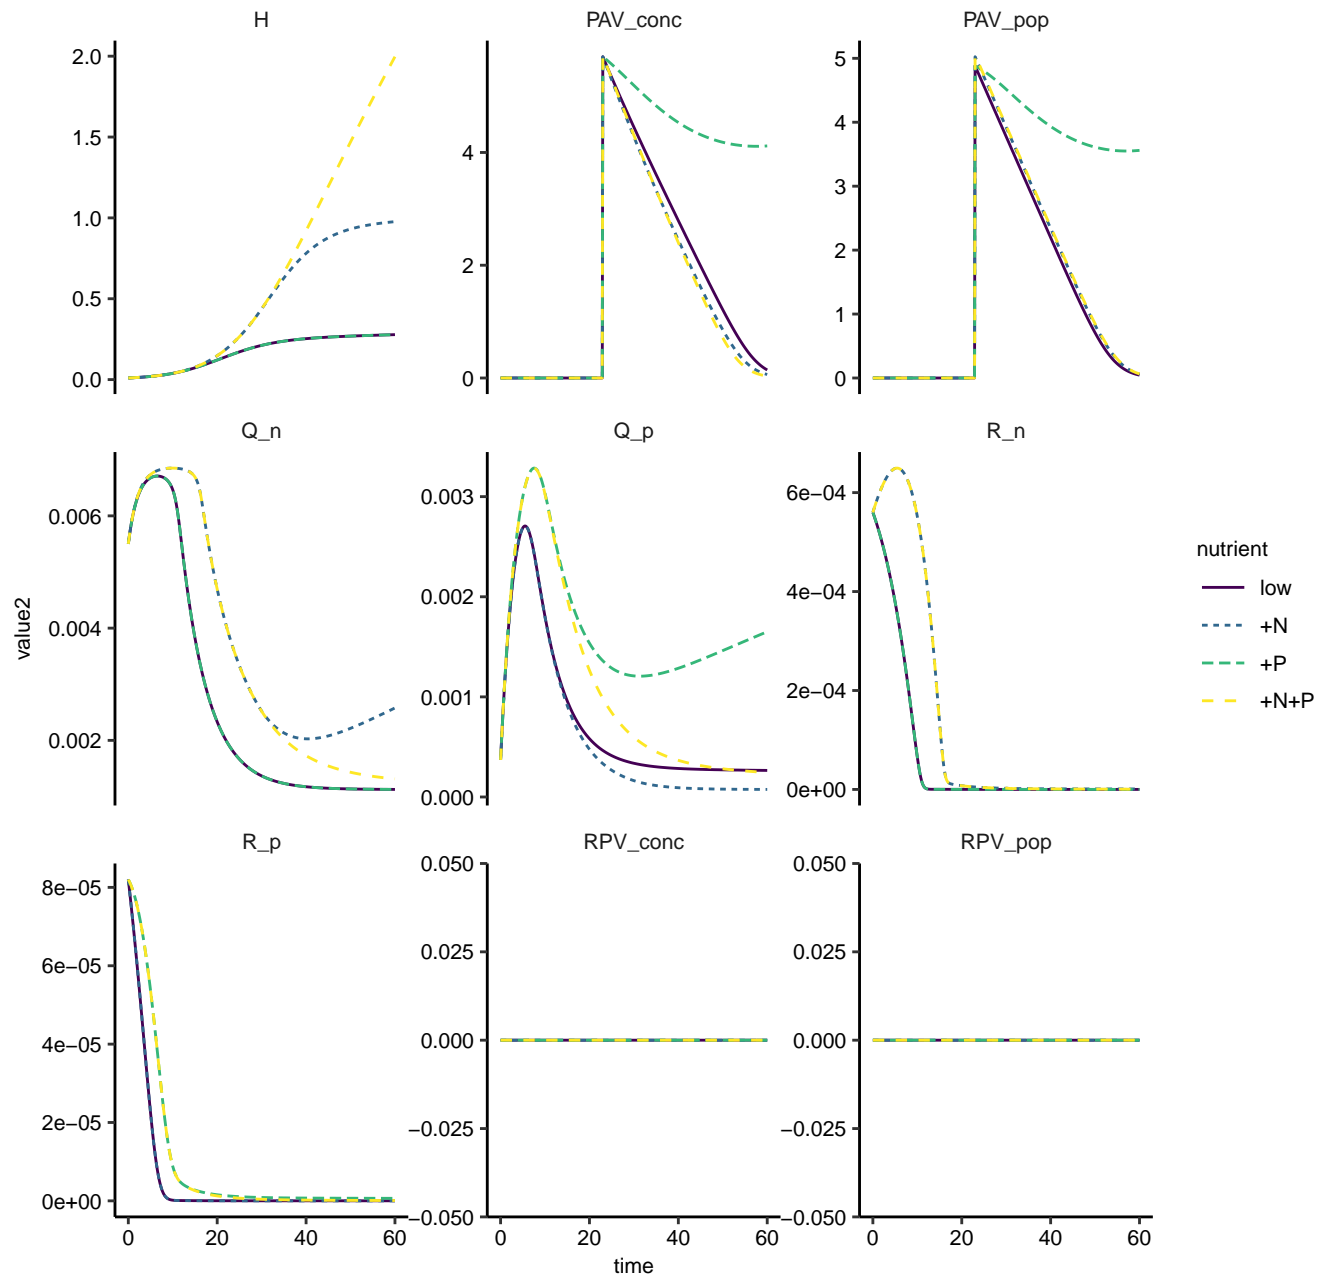 H PAV_conc PAV_pop
2.0
1.5
1.0
0.5
0.0
4
2
0
5
4
3
2
1
0
Q_n Q_p R_n
0.006
0.004
0.002
0.003
0.002
0.001
0.000
6e−04
4e−04
2e−04
0e+00
R_p RPV_conc RPV_pop
8e−05
6e−05
4e−05
2e−05
0e+00
0.050
0.025
0.000
−0.025
−0.050
0.050
0.025
0.000
−0.025
−0.050
0 20 40 60 0 20 40 60 0 20 40 60
time
value2
nutrient
low
+N
+P
+N+P